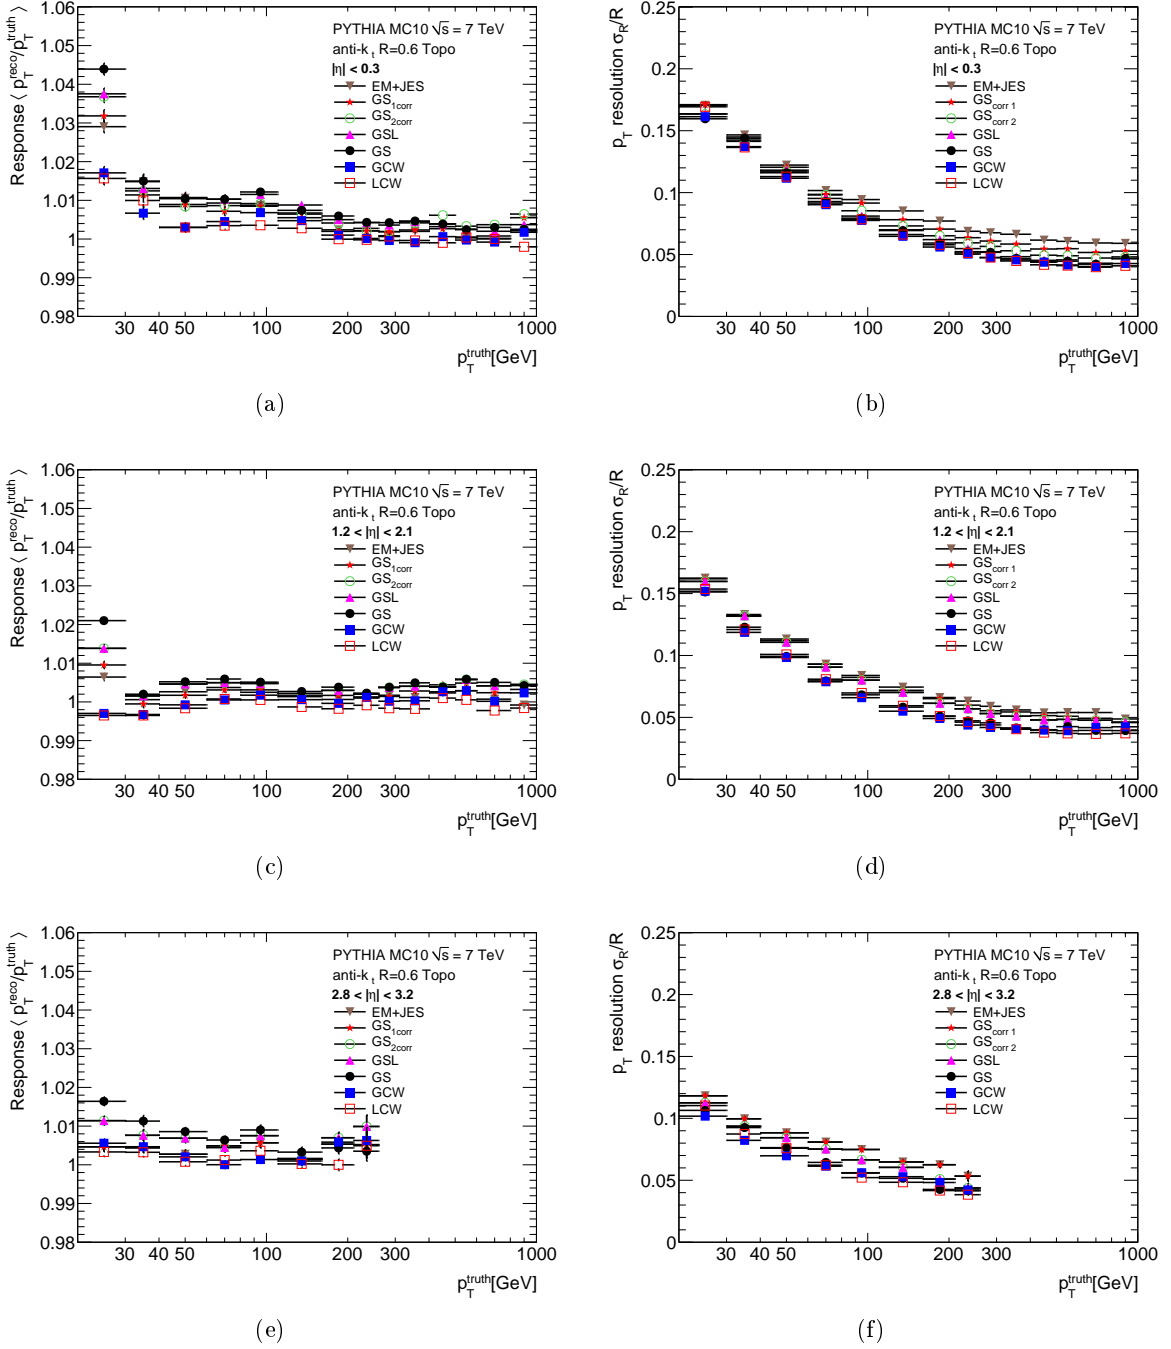 Response ⟨ p_T^reco/p_T^truth ⟩
1.06
1.05
1.04
1.03
1.02
1.01
1
0.99
0.98
PYTHIA MC10 √s = 7 TeV
anti-k_t R=0.6 Topo
|η| < 0.3
EM+JES
GS_1corr
GS_2corr
GSL
GS
GCW
LCW
30 40 50 100 200 300 1000
p_T^truth[GeV]
(a)
p_T resolution σ_R/R
0.25
0.2
0.15
0.1
0.05
0
PYTHIA MC10 √s = 7 TeV
anti-k_t R=0.6 Topo
|η| < 0.3
EM+JES
GS_corr 1
GS_corr 2
GSL
GS
GCW
LCW
30 40 50 100 200 300 1000
p_T^truth[GeV]
(b)
Response ⟨ p_T^reco/p_T^truth ⟩
1.06
1.05
1.04
1.03
1.02
1.01
1
0.99
0.98
PYTHIA MC10 √s = 7 TeV
anti-k_t R=0.6 Topo
1.2 < |η| < 2.1
EM+JES
GS_1corr
GS_2corr
GSL
GS
GCW
LCW
30 40 50 100 200 300 1000
p_T^truth[GeV]
(c)
p_T resolution σ_R/R
0.25
0.2
0.15
0.1
0.05
0
PYTHIA MC10 √s = 7 TeV
anti-k_t R=0.6 Topo
1.2 < |η| < 2.1
EM+JES
GS_corr 1
GS_corr 2
GSL
GS
GCW
LCW
30 40 50 100 200 300 1000
p_T^truth[GeV]
(d)
Response ⟨ p_T^reco/p_T^truth ⟩
1.06
1.05
1.04
1.03
1.02
1.01
1
0.99
0.98
PYTHIA MC10 √s = 7 TeV
anti-k_t R=0.6 Topo
2.8 < |η| < 3.2
EM+JES
GS_1corr
GS_2corr
GSL
GS
GCW
LCW
30 40 50 100 200 300 1000
p_T^truth[GeV]
(e)
p_T resolution σ_R/R
0.25
0.2
0.15
0.1
0.05
0
PYTHIA MC10 √s = 7 TeV
anti-k_t R=0.6 Topo
2.8 < |η| < 3.2
EM+JES
GS_corr 1
GS_corr 2
GSL
GS
GCW
LCW
30 40 50 100 200 300 1000
p_T^truth[GeV]
(f)